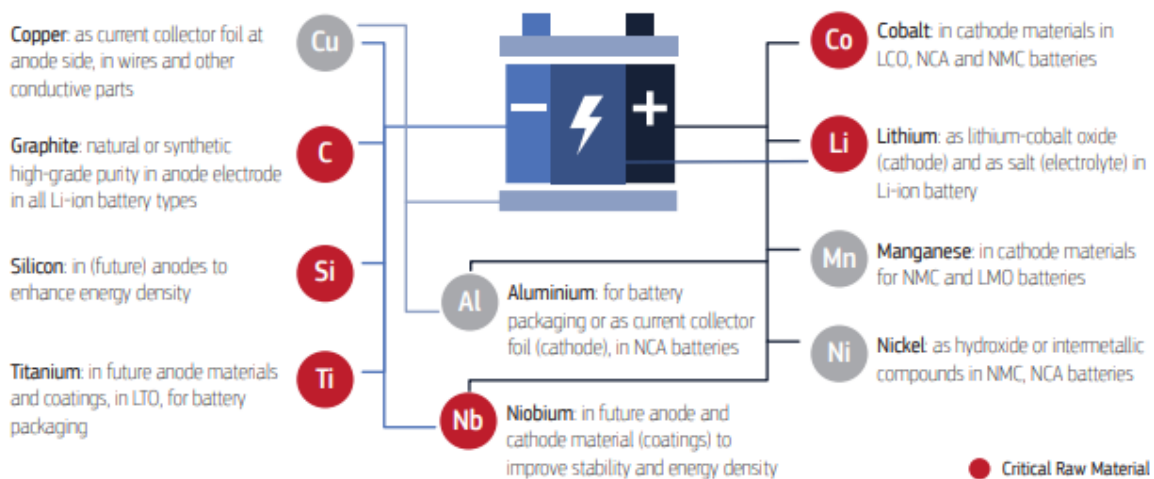 Copper: as current collector foil at
anode side, in wires and other
conductive parts
Cu
Graphite: natural or synthetic
high-grade purity in anode electrode
in all Li-ion battery types
C
Silicon: in (future) anodes to
enhance energy density
Si
Titanium: in future anode materials
and coatings, in LTO, for battery
packaging
Ti
− +
Al
Aluminium: for battery
packaging or as current collector
foil (cathode), in NCA batteries
Nb
Niobium: in future anode and
cathode material (coatings) to
improve stability and energy density
Co
Cobalt: in cathode materials in
LCO, NCA and NMC batteries
Li
Lithium: as lithium-cobalt oxide
(cathode) and as salt (electrolyte) in
Li-ion battery
Mn
Manganese: in cathode materials
for NMC and LMO batteries
Ni
Nickel: as hydroxide or intermetallic
compounds in NMC, NCA batteries
Critical Raw Material